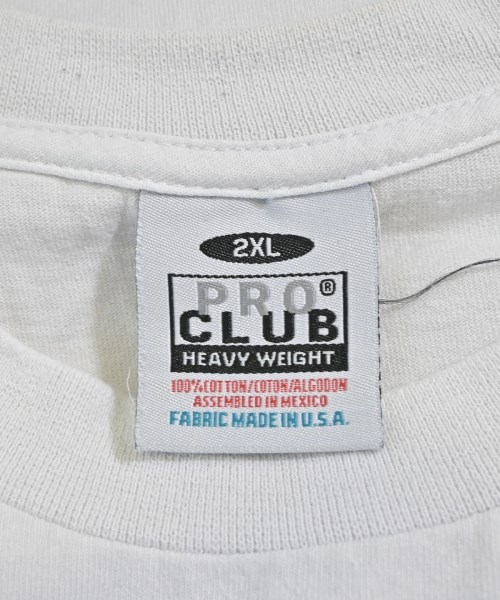 2XL
PRO®
CLUB
HEAVY WEIGHT
100% COTTON/COTON/ALGODON
ASSEMBLED IN MEXICO
FABRIC MADE IN U.S.A.